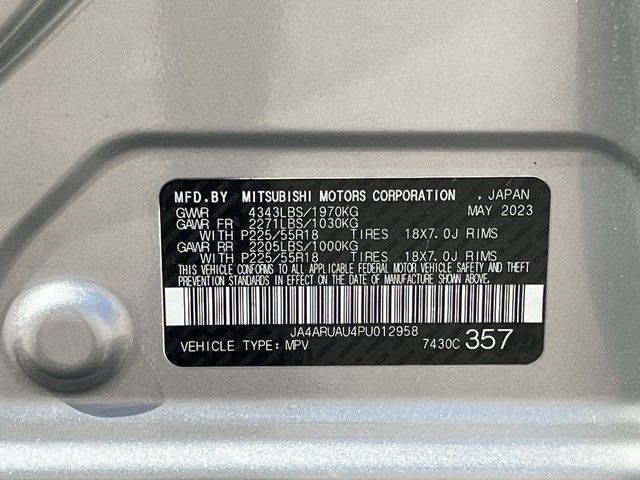 MFD.BY MITSUBISHI MOTORS CORPORATION , JAPAN
GVWR 4343LBS/1970KG MAY 2023
GAWR FR 2271LBS/1030KG
WITH P225/55R18 TIRES 18X7.0J RIMS
GAWR RR 2205LBS/1000KG
WITH P225/55R18 TIRES 18X7.0J RIMS
THIS VEHICLE CONFORMS TO ALL APPLICABLE FEDERAL MOTOR VEHICLE SAFETY AND THEFT
PREVENTION STANDARDS IN EFFECT ON THE DATE OF MANUFACTURE SHOWN ABOVE.
JA4ARUAU4PU012958
VEHICLE TYPE: MPV 7430C 357